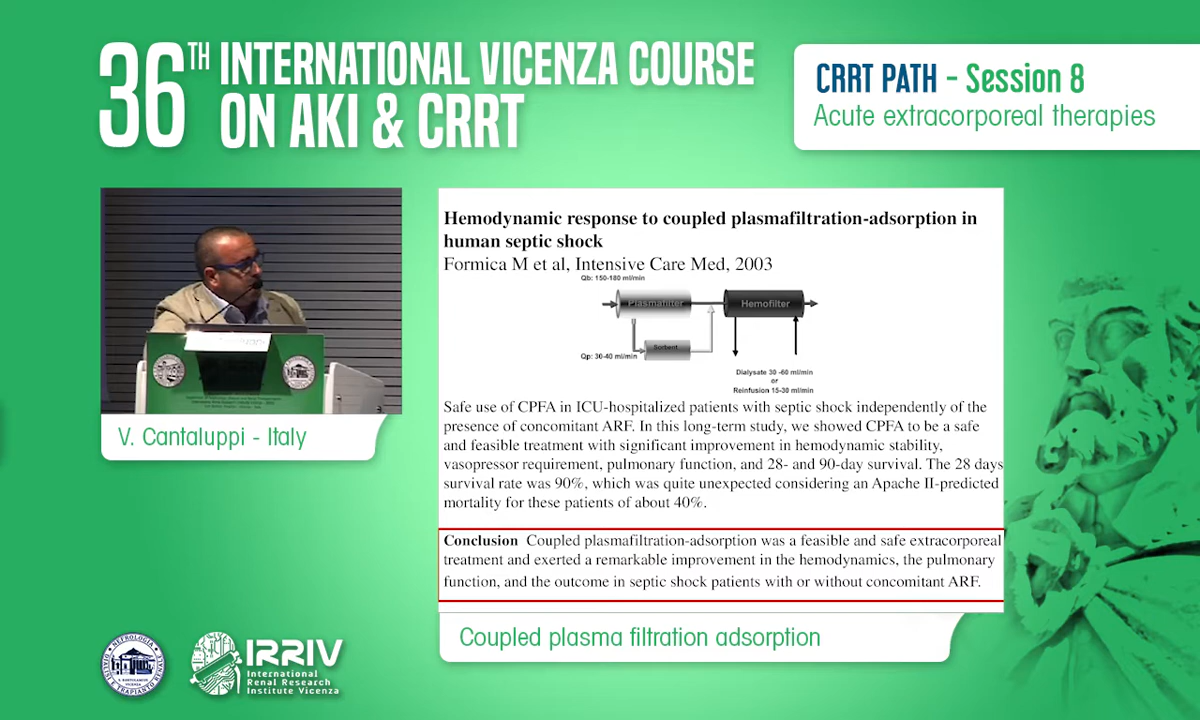 36TH INTERNATIONAL VICENZA COURSE
ON AKI & CRRT
CRRT PATH - Session 8
Acute extracorporeal therapies
Hemodynamic response to coupled plasmafiltration-adsorption in
human septic shock
Formica M et al, Intensive Care Med, 2003
Qb: 150-180 ml/min
Plasmafilter
Hemofilter
Sorbent
Qp: 30-40 ml/min
Dialysate 30 -60 ml/min
or
Reinfusion 15-30 ml/min
Safe use of CPFA in ICU-hospitalized patients with septic shock independently of the
presence of concomitant ARF. In this long-term study, we showed CPFA to be a safe
and feasible treatment with significant improvement in hemodynamic stability,
vasopressor requirement, pulmonary function, and 28- and 90-day survival. The 28 days
survival rate was 90%, which was quite unexpected considering an Apache II-predicted
mortality for these patients of about 40%.
Conclusion Coupled plasmafiltration-adsorption was a feasible and safe extracorporeal
treatment and exerted a remarkable improvement in the hemodynamics, the pulmonary
function, and the outcome in septic shock patients with or without concomitant ARF.
V. Cantaluppi - Italy
Coupled plasma filtration adsorption
NEFROLOGIA
DIALISI E TRAPIANTO RENALE
S. BORTOLO
VICENZA
IRRIV
International
Renal Research
Institute Vicenza